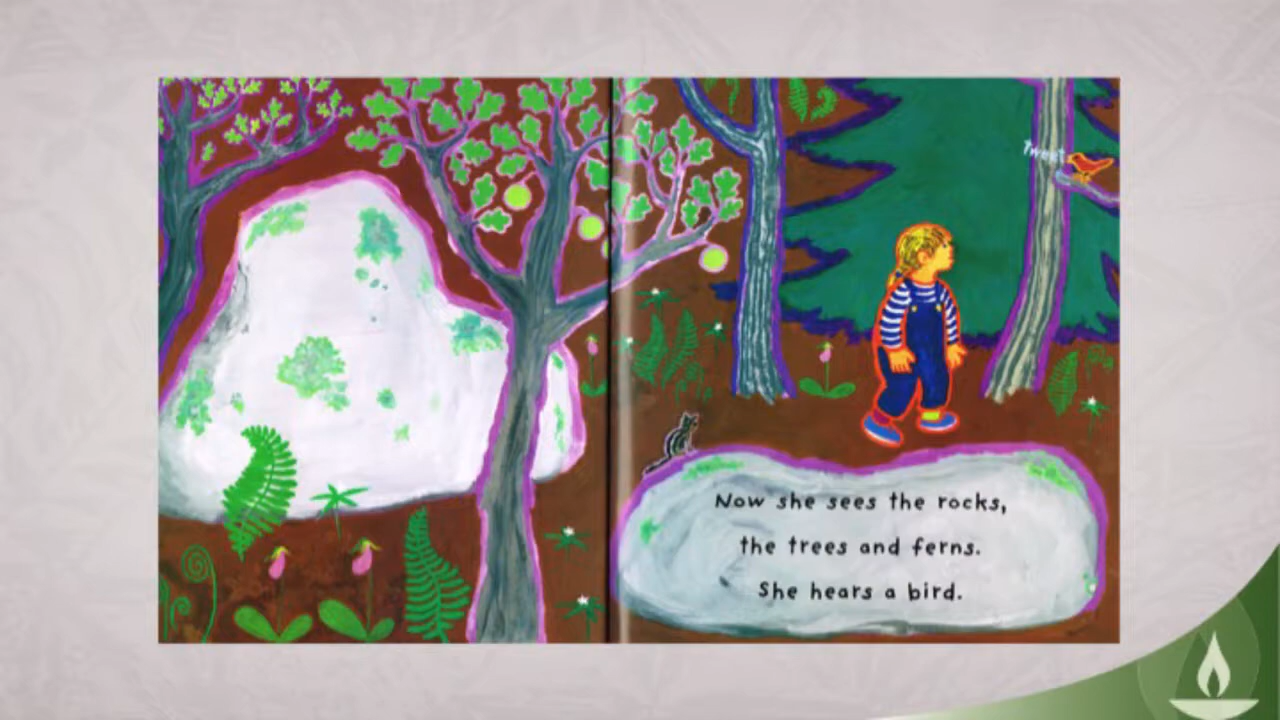 tweet
Now she sees the rocks,
the trees and ferns.
She hears a bird.